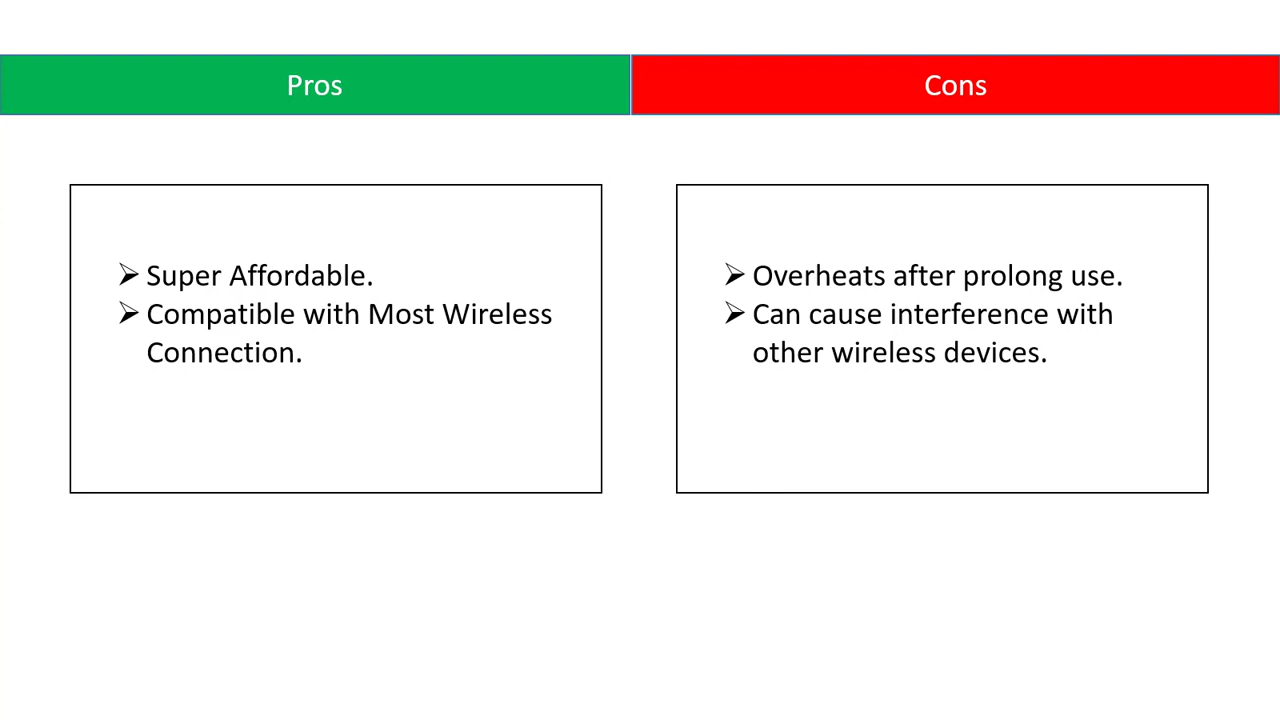 Pros
Cons
➢ Super Affordable.
➢ Compatible with Most Wireless
Connection.
➢ Overheats after prolong use.
➢ Can cause interference with
other wireless devices.